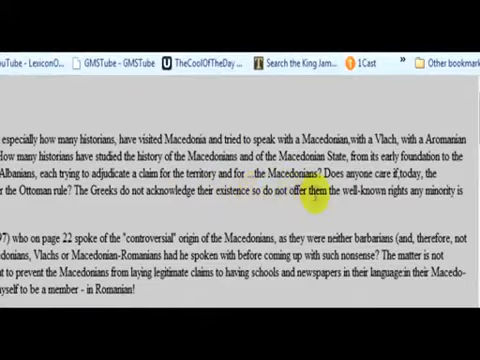 YouTube - LexiconO... GMSTube GMSTube - Groups TheCoolOfTheDay ... Search the King Jam... 1Cast » Other bookmark
especially how many historians, have visited Macedonia and tried to speak with a Macedonian,with a Vlach, with a Aromanian
How many historians have studied the history of the Macedonians and of the Macedonian State, from its early foundation to the
Albanians, each trying to adjudicate a claim for the territory and for ...the Macedonians? Does anyone care if,today, the
r the Ottoman rule? The Greeks do not acknowledge their existence so do not offer them the well-known rights any minority is
97) who on page 22 spoke of the "controversial" origin of the Macedonians, as they were neither barbarians (and, therefore, not
edonians, Vlachs or Macedonian-Romanians had he spoken with before coming up with such nonsense? The matter is not
t to prevent the Macedonians from laying legitimate claims to having schools and newspapers in their language:in their Macedo-
yself to be a member - in Romanian!